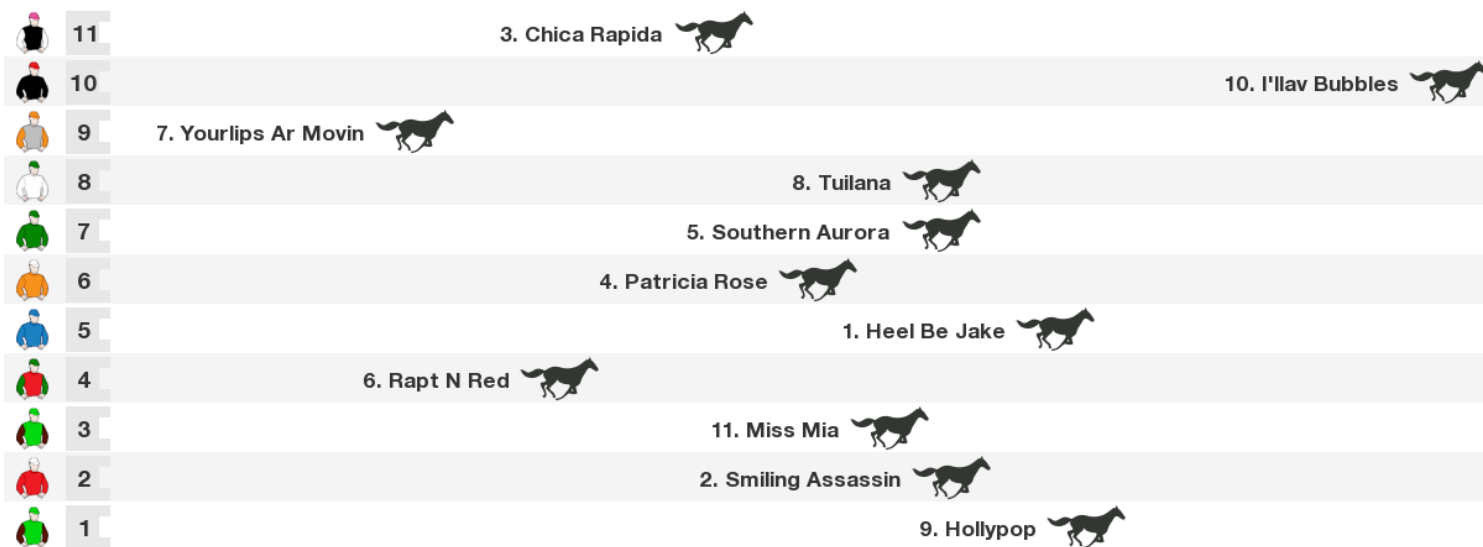 11 3. Chica Rapida
10 10. I'llav Bubbles
9 7. Yourlips Ar Movin
8 8. Tuilana
7 5. Southern Aurora
6 4. Patricia Rose
5 1. Heel Be Jake
4 6. Rapt N Red
3 11. Miss Mia
2 2. Smiling Assassin
1 9. Hollypop